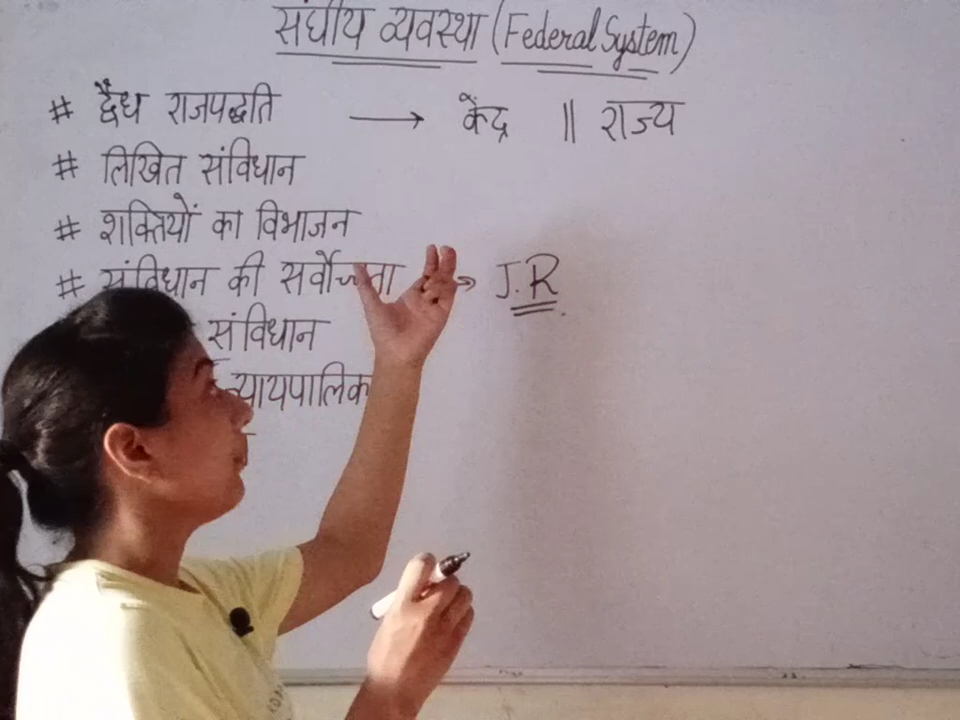 संघीय व्यवस्था (Federal System)
# द्वैध राजपद्धति → केंद्र || राज्य
# लिखित संविधान
# शक्तियों का विभाजन
# संविधान की सर्वोच्चता → J.R.
संविधान
न्यायपालिक